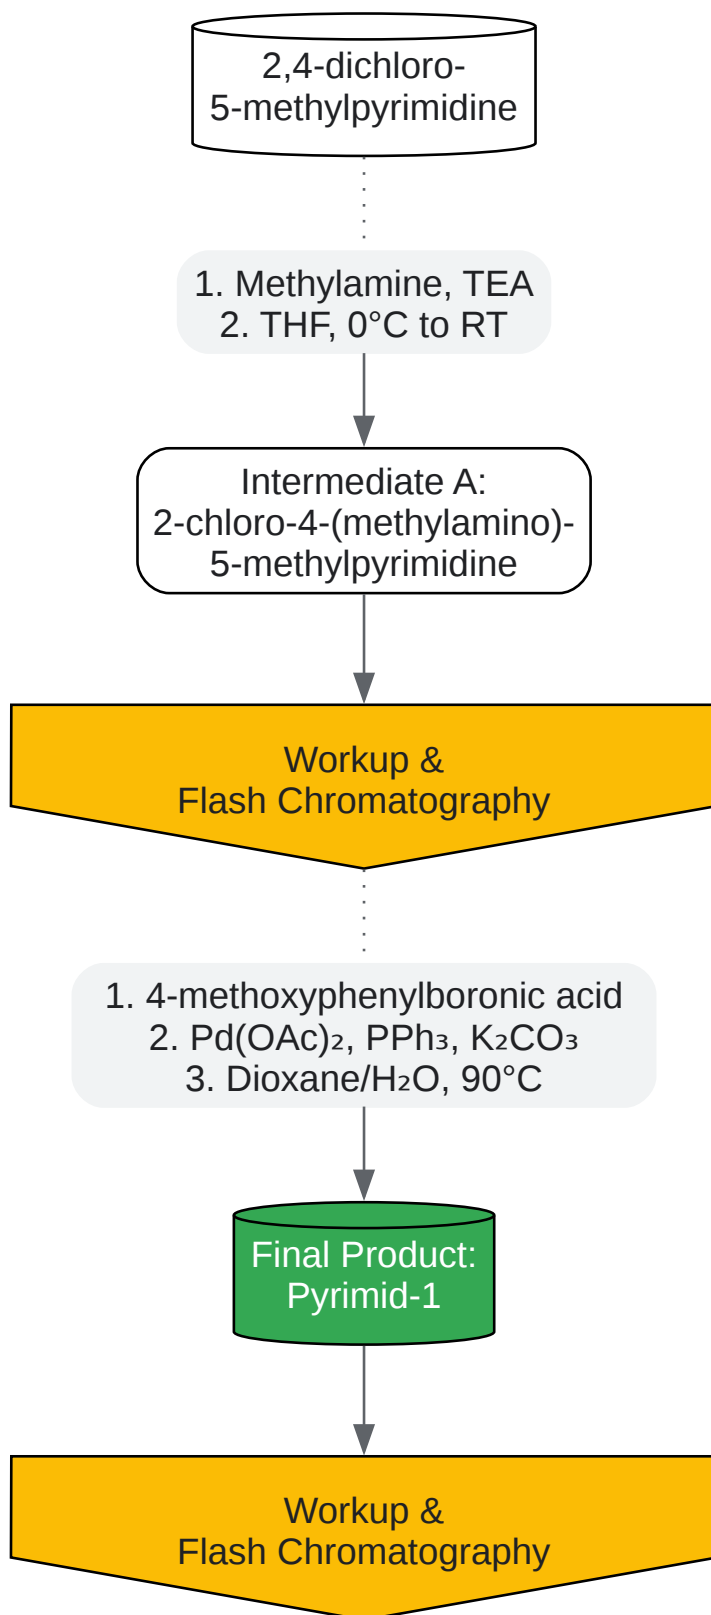 2,4-dichloro-
5-methylpyrimidine
1. Methylamine, TEA
2. THF, 0°C to RT
Intermediate A:
2-chloro-4-(methylamino)-
5-methylpyrimidine
Workup &
Flash Chromatography
1. 4-methoxyphenylboronic acid
2. Pd(OAc)₂, PPh₃, K₂CO₃
3. Dioxane/H₂O, 90°C
Final Product:
Pyrimid-1
Workup &
Flash Chromatography